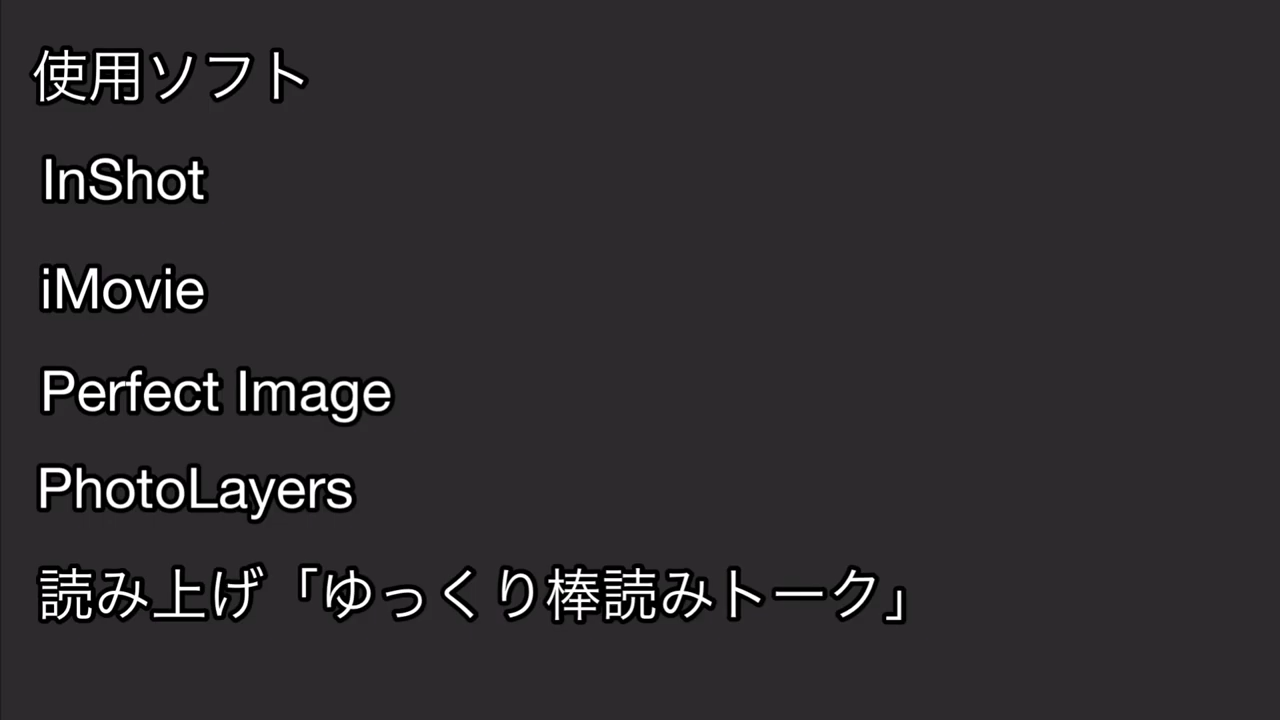 使用ソフト
InShot
iMovie
Perfect Image
PhotoLayers
読み上げ「ゆっくり棒読みトーク」